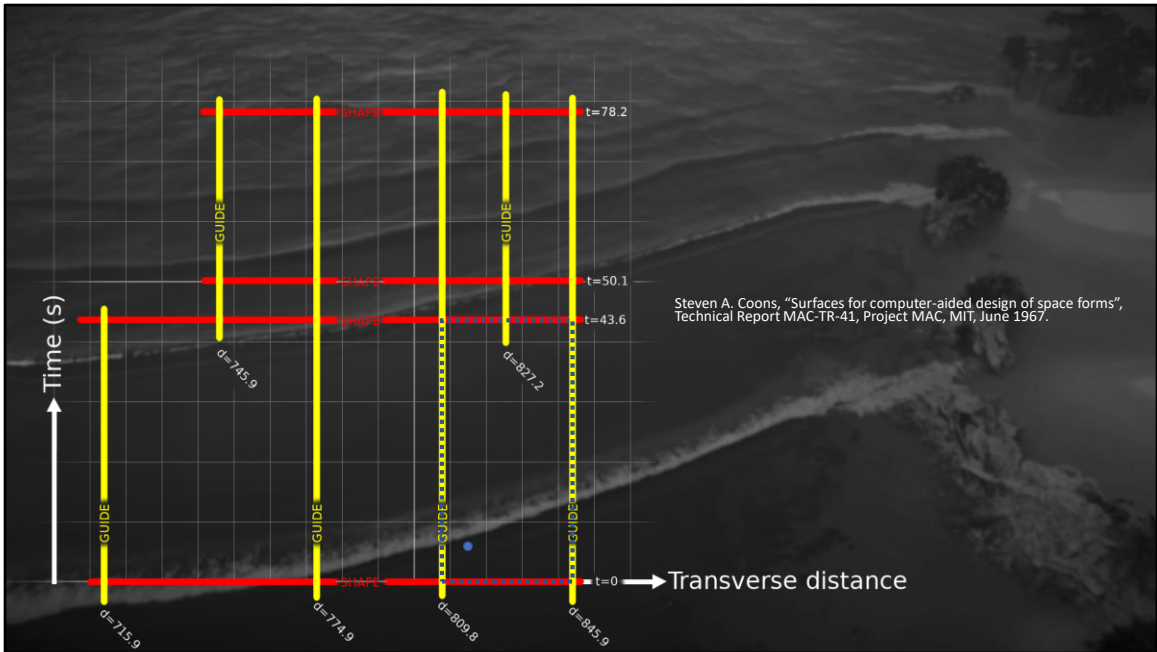 SHAPE
t=78.2
GUIDE
GUIDE
SHAPE
t=50.1
Time (s)
SHAPE
t=43.6
Steven A. Coons, “Surfaces for computer-aided design of space forms”,
Technical Report MAC-TR-41, Project MAC, MIT, June 1967.
d=745.9
d=827.2
GUIDE
GUIDE
GUIDE
GUIDE
SHAPE
t=0
Transverse distance
d=715.9
d=774.9
d=809.8
d=845.9